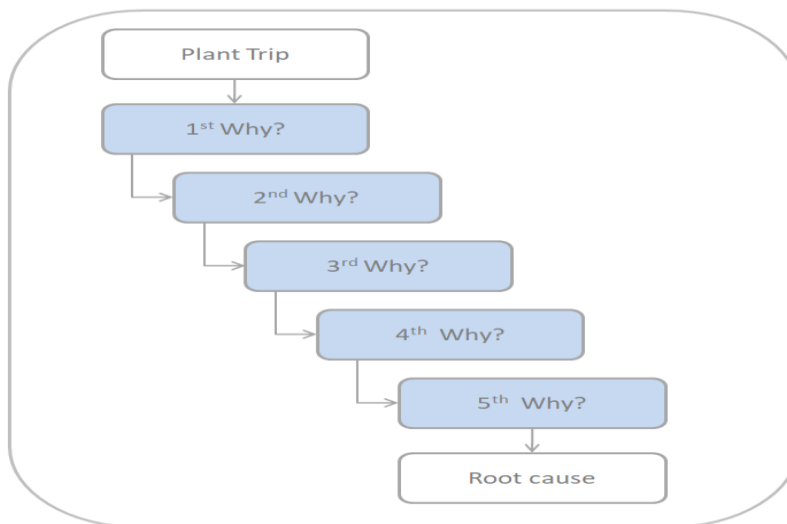 Plant Trip
1st Why?
2nd Why?
3rd Why?
4th Why?
5th Why?
Root cause